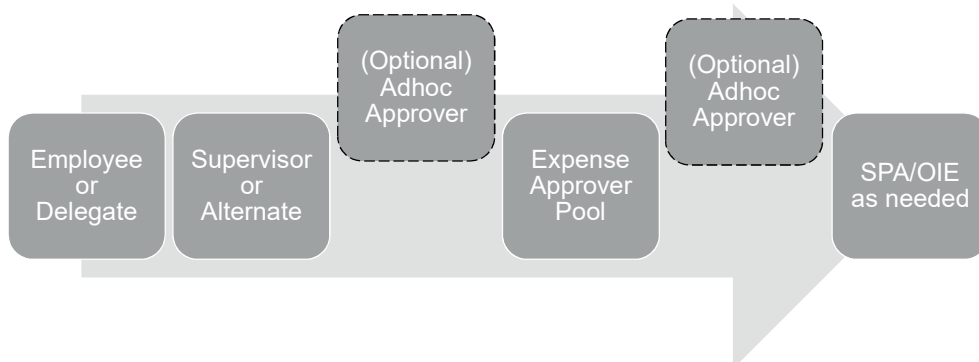 Employee
or
Delegate
Supervisor
or
Alternate
(Optional)
Adhoc
Approver
Expense
Approver
Pool
(Optional)
Adhoc
Approver
SPA/OIE
as needed